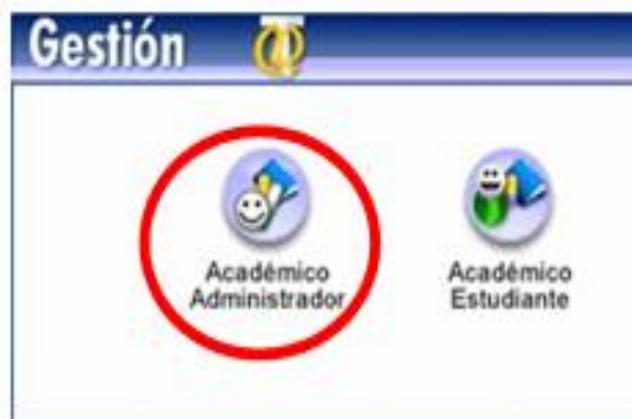 Gestión
Académico
Administrador
Académico
Estudiante